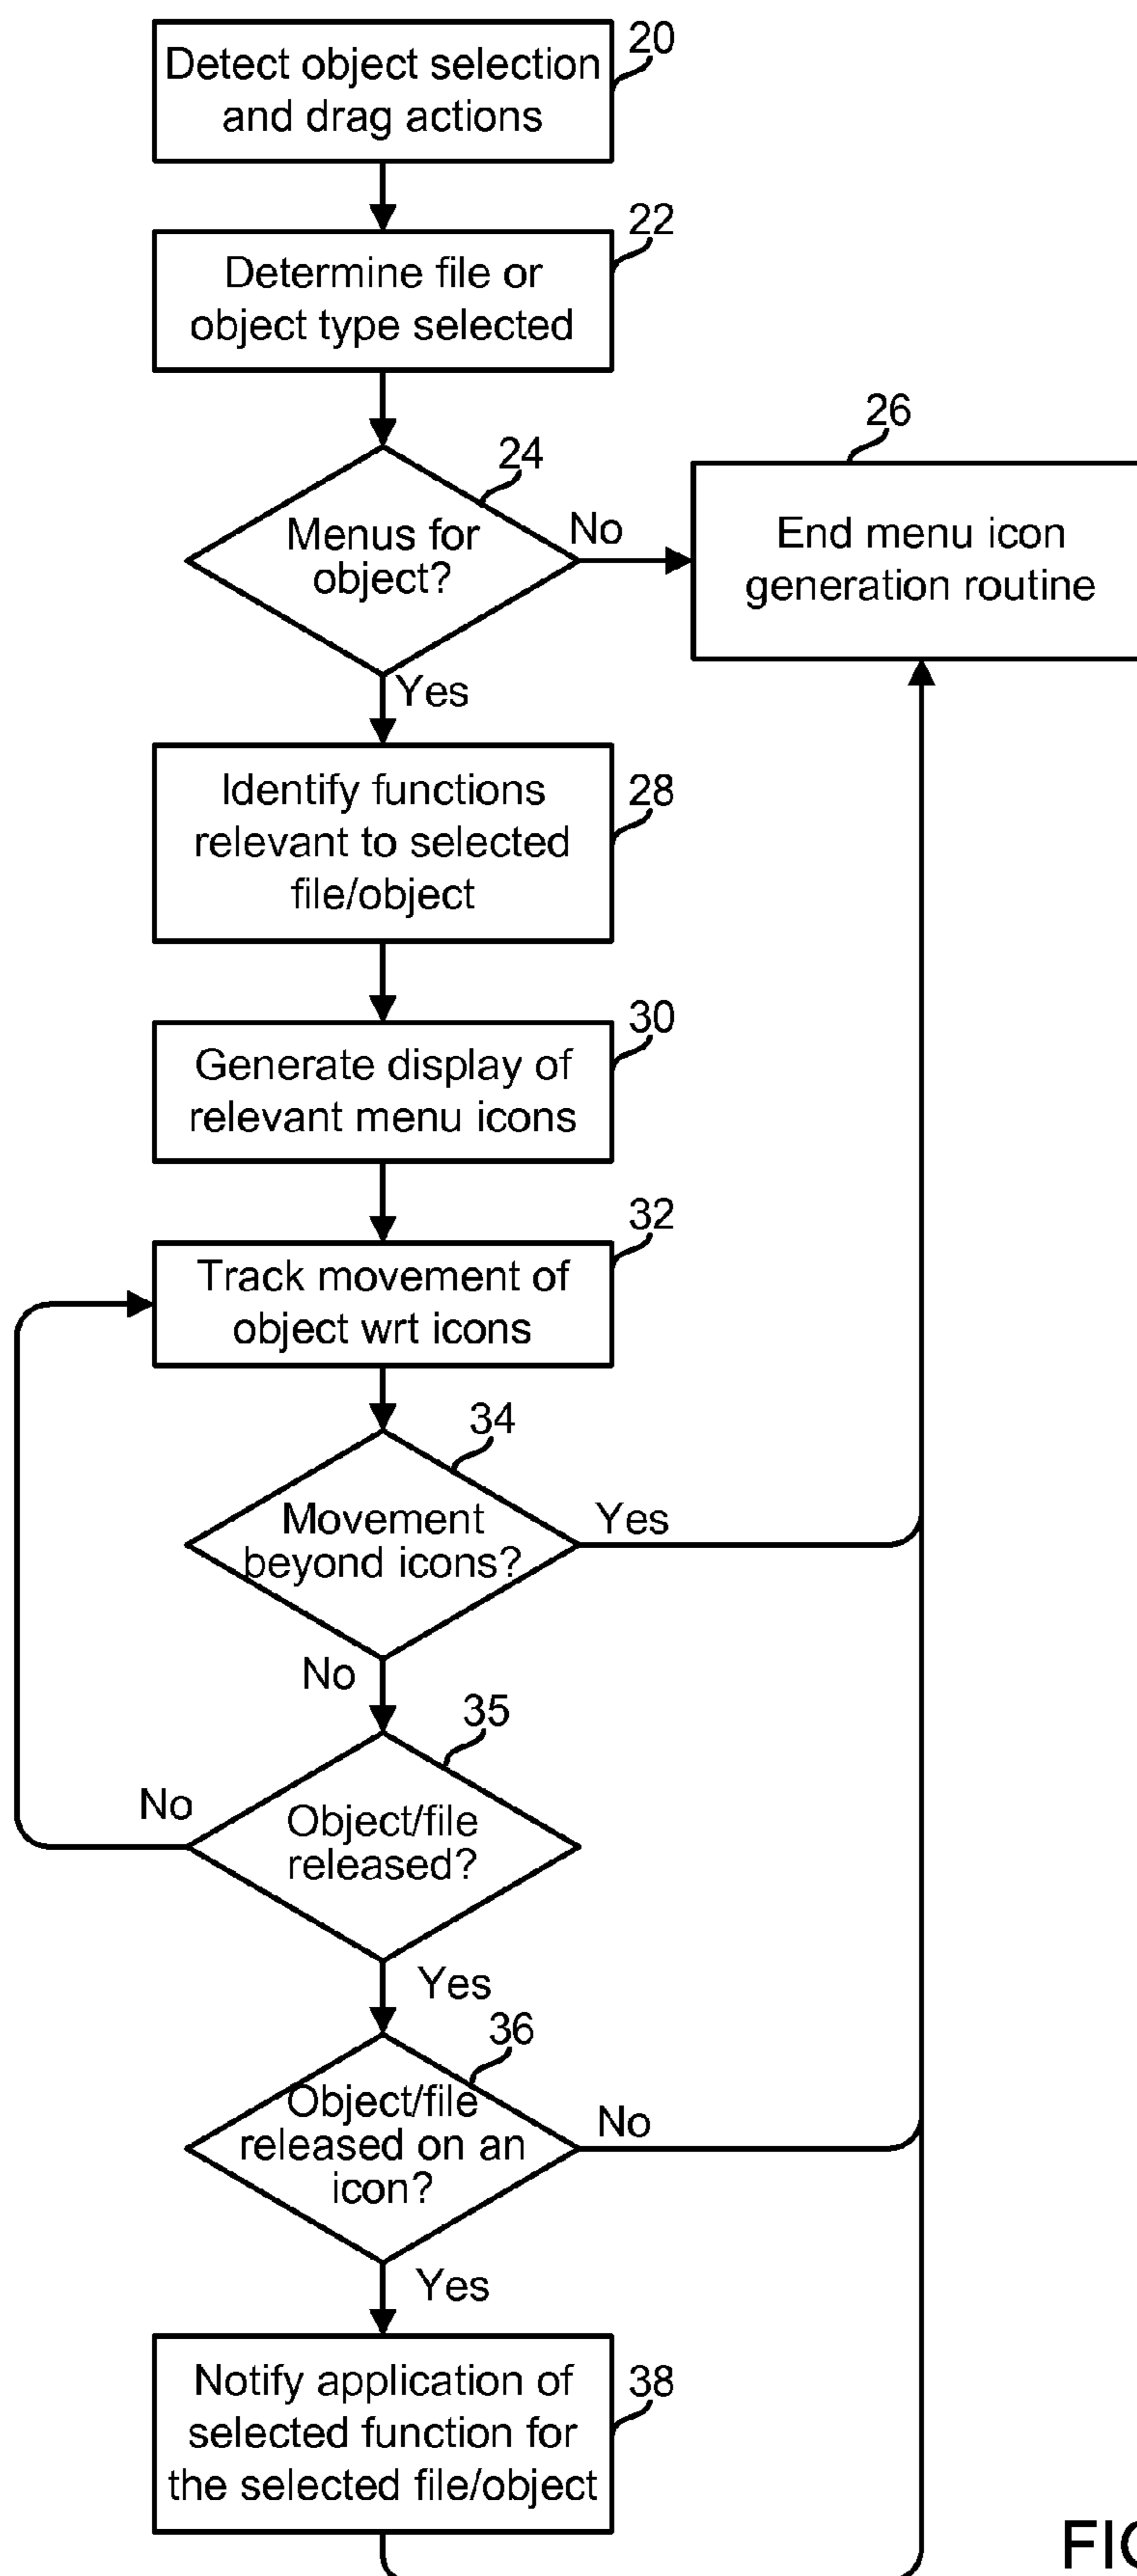 Detect object selection
and drag actions
20
Determine file or
object type selected
22
24
Menus for
object?
No
Yes
26
End menu icon
generation routine
Identify functions
relevant to selected
file/object
28
Generate display of
relevant menu icons
30
Track movement of
object wrt icons
32
34
Movement
beyond icons?
Yes
No
35
Object/file
released?
No
Yes
36
Object/file
released on an
icon?
No
Yes
Notify application of
selected function for
the selected file/object
38